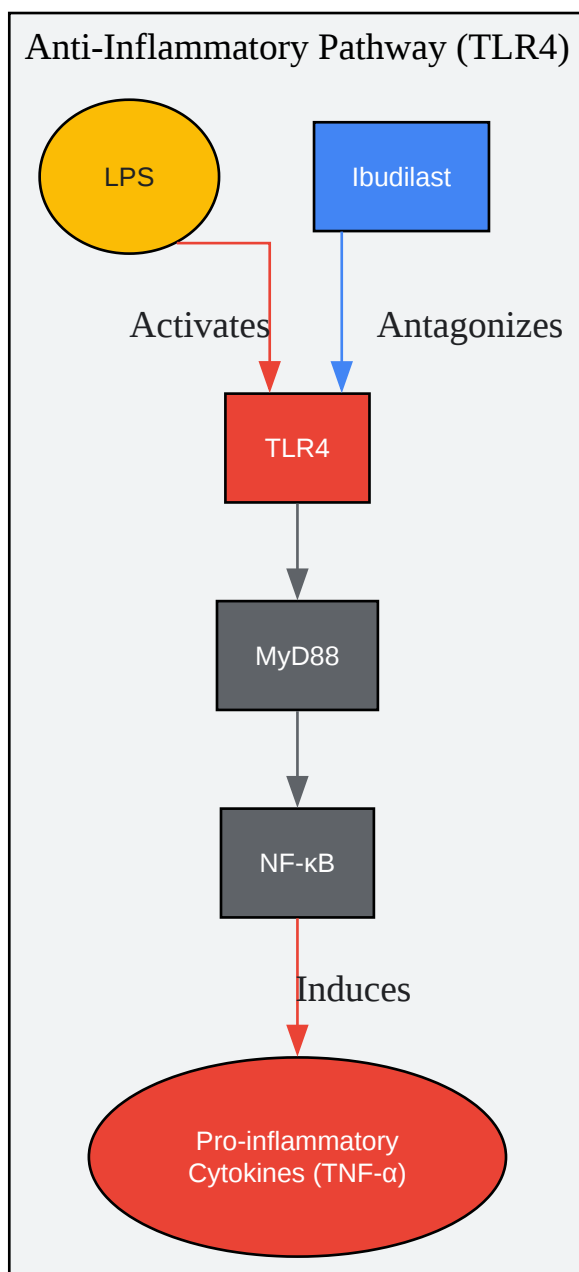 Anti-Inflammatory Pathway (TLR4)
LPS
Ibudilast
Activates
Antagonizes
TLR4
MyD88
NF-κB
Induces
Pro-inflammatory
Cytokines (TNF-α)